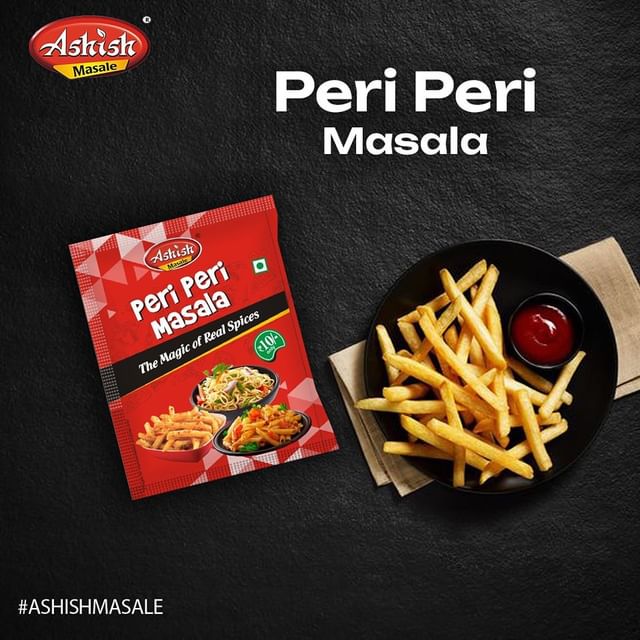 Ashish
Masale
®
Peri Peri
Masala
Ashish
Masale
Peri Peri
Masala
The Magic of Real Spices
₹10/-
#ASHISHMASALE